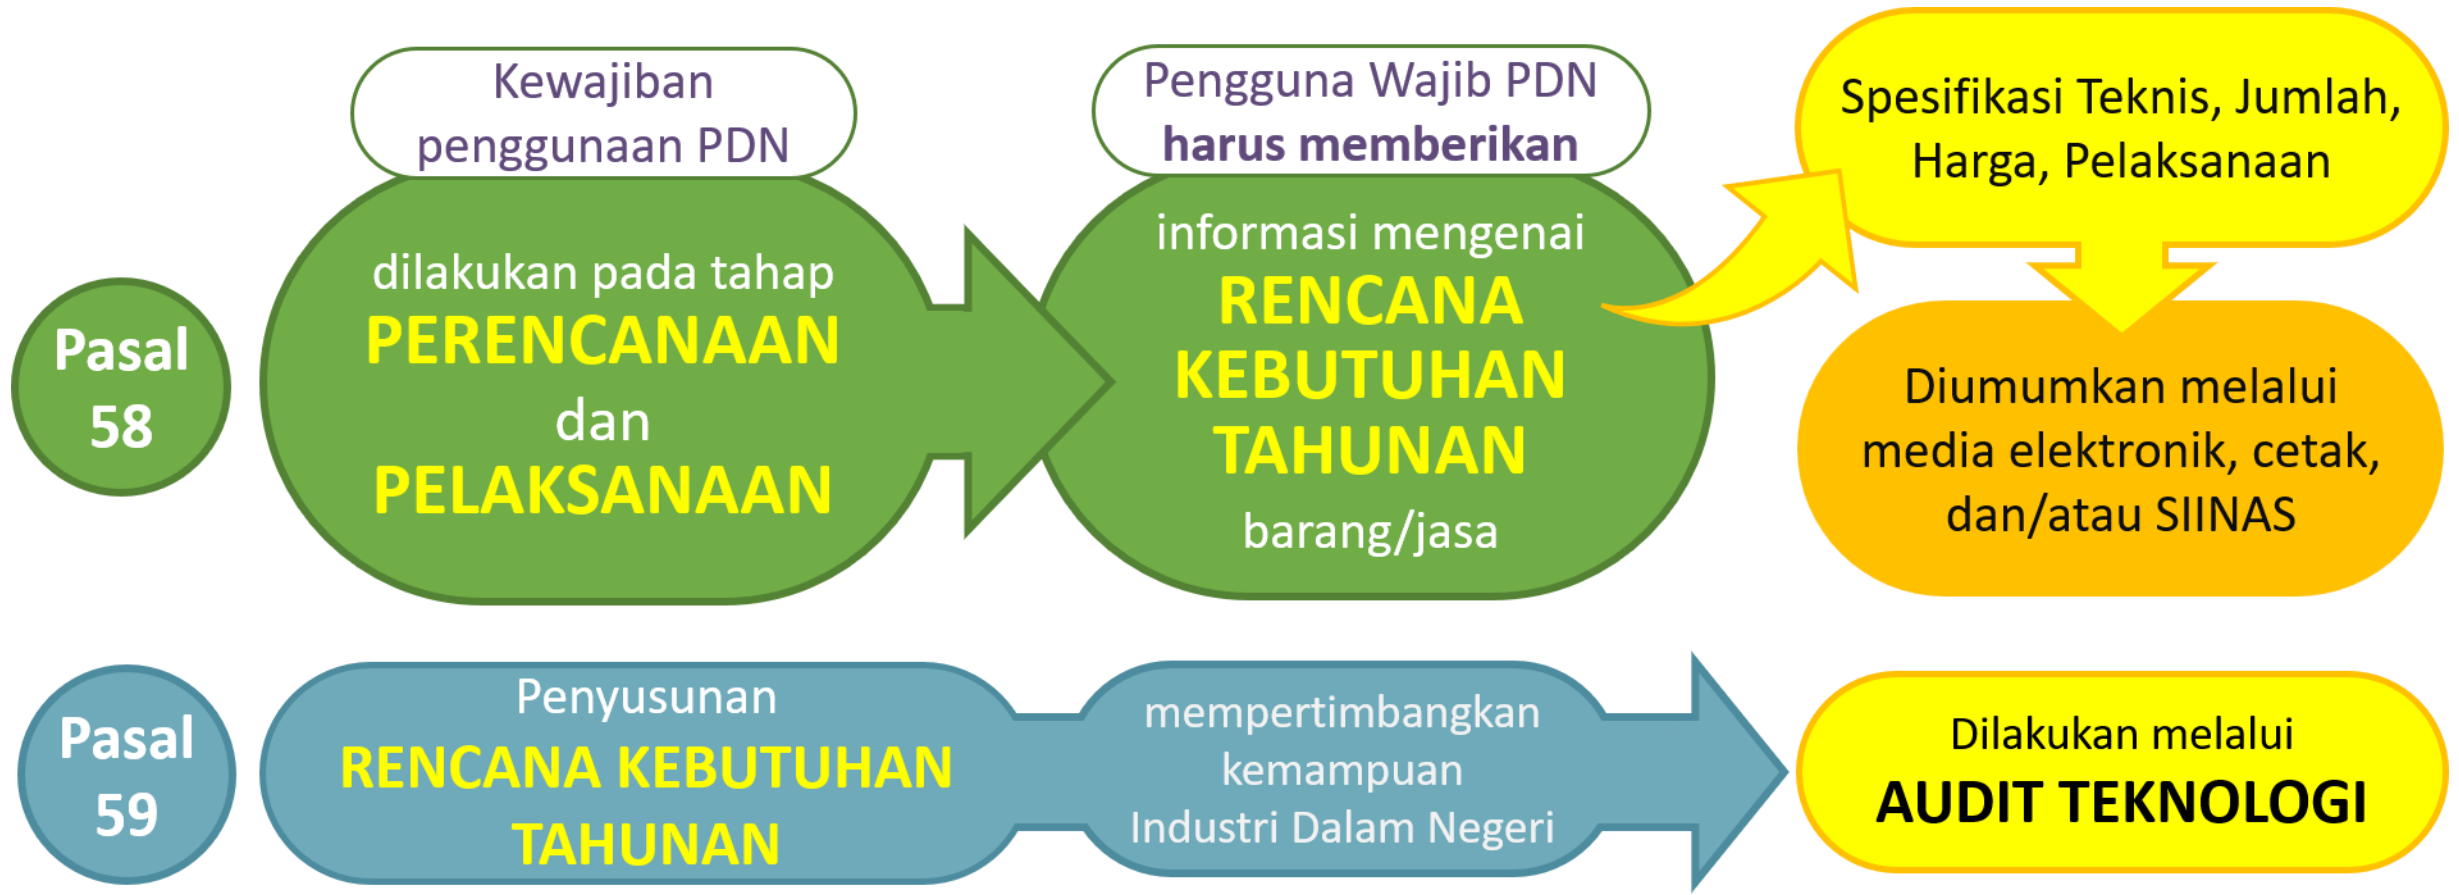 Pasal
58
Kewajiban
penggunaan PDN
dilakukan pada tahap
PERENCANAAN
dan
PELAKSANAAN
Pengguna Wajib PDN
harus memberikan
informasi mengenai
RENCANA
KEBUTUHAN
TAHUNAN
barang/jasa
Spesifikasi Teknis, Jumlah,
Harga, Pelaksanaan
Diumumkan melalui
media elektronik, cetak,
dan/atau SIINAS
Pasal
59
Penyusunan
RENCANA KEBUTUHAN
TAHUNAN
mempertimbangkan
kemampuan
Industri Dalam Negeri
Dilakukan melalui
AUDIT TEKNOLOGI